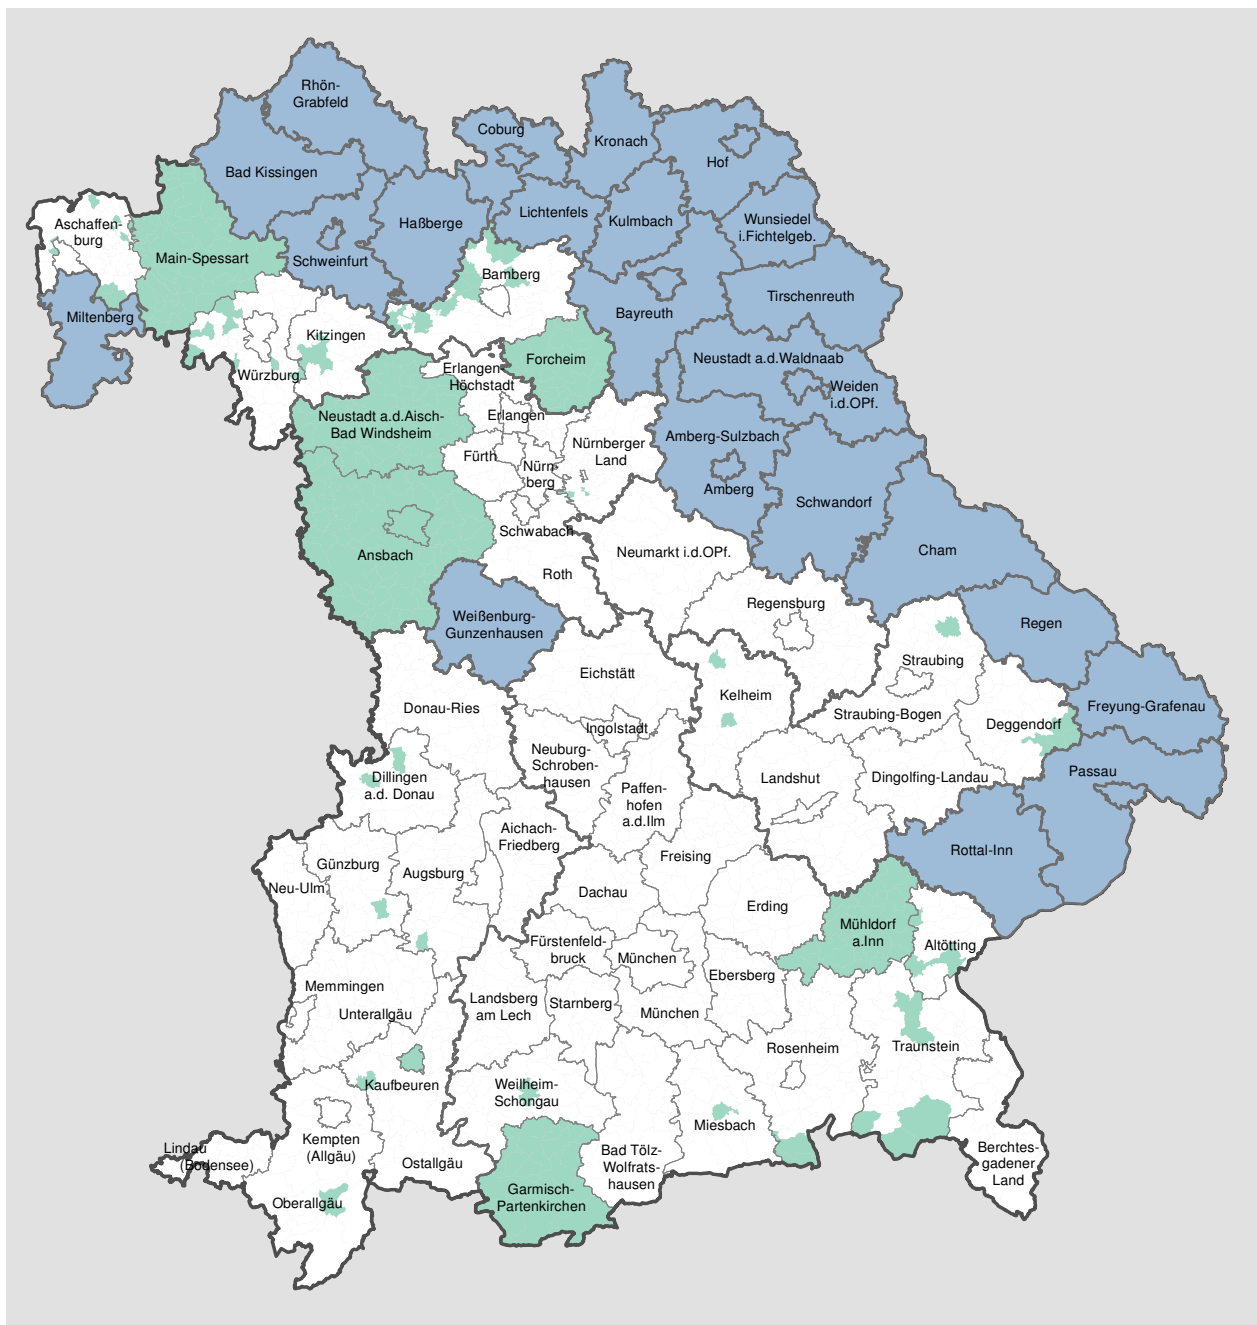 Rhön-
Grabfeld
Coburg
Kronach
Hof
Bad Kissingen
Lichtenfels
Kulmbach
Wunsiedel
i.Fichtelgeb.
Haßberge
Aschaffen-
burg
Main-Spessart
Schweinfurt
Bamberg
Tirschenreuth
Miltenberg
Bayreuth
Kitzingen
Forcheim
Neustadt a.d.Waldnaab
Würzburg
Erlangen-
Höchstadt
Weiden
i.d.OPf.
Neustadt a.d.Aisch-
Bad Windsheim
Erlangen
Amberg-Sulzbach
Nürnberger
Land
Fürth
Nürn-
berg
Amberg
Schwandorf
Schwabach
Ansbach
Neumarkt i.d.OPf.
Cham
Roth
Regensburg
Weißenburg-
Gunzenhausen
Regen
Straubing
Eichstätt
Kelheim
Donau-Ries
Freyung-Grafenau
Straubing-Bogen
Deggendorf
Ingolstadt
Neuburg-
Schroben-
hausen
Landshut
Dingolfing-Landau
Passau
Dillingen
a.d. Donau
Paffen-
hofen
a.d.Ilm
Aichach-
Friedberg
Rottal-Inn
Günzburg
Freising
Augsburg
Neu-Ulm
Dachau
Erding
Mühldorf
a.Inn
Fürstenfeld-
bruck
Altötting
München
Ebersberg
Memmingen
Landsberg
am Lech
Starnberg
Unterallgäu
München
Rosenheim
Traunstein
Kaufbeuren
Weilheim-
Schongau
Miesbach
Kempten
(Allgäu)
Lindau
(Bodensee)
Ostallgäu
Bad Tölz-
Wolfrats-
hausen
Berchtes-
gadener
Land
Oberallgäu
Garmisch-
Partenkirchen